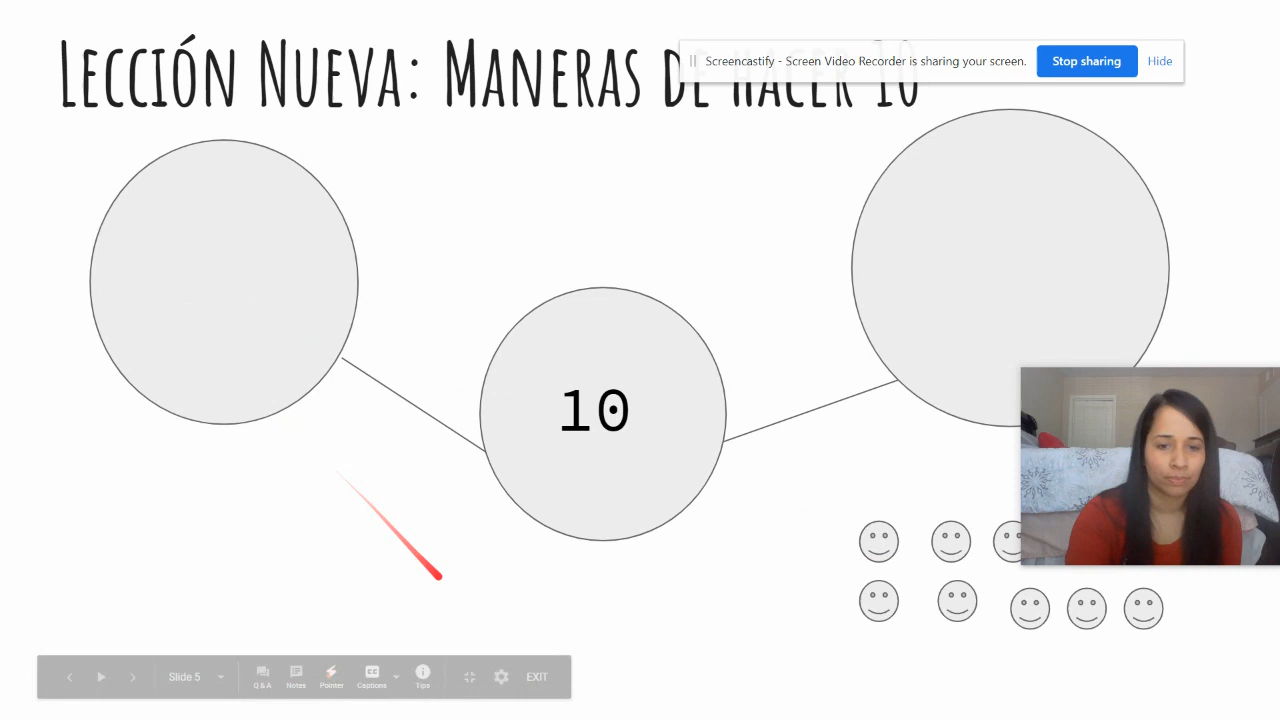 Lección Nueva: Maneras de hacer 10
Screencastify - Screen Video Recorder is sharing your screen.
Stop sharing
Hide
10
Slide 5
Q & A
Notes
Pointer
CC
Captions
Tips
EXIT